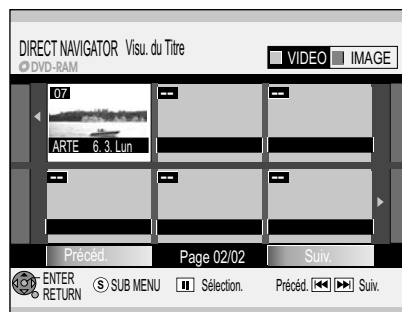 DIRECT NAVIGATOR Visu. du Titre
DVD-RAM
VIDEO IMAGE
07 -- --
ARTE 6. 3. Lun
-- -- --
Précéd. Page 02/02 Suiv.
ENTER
RETURN
S SUB MENU Sélection. Précéd. Suiv.